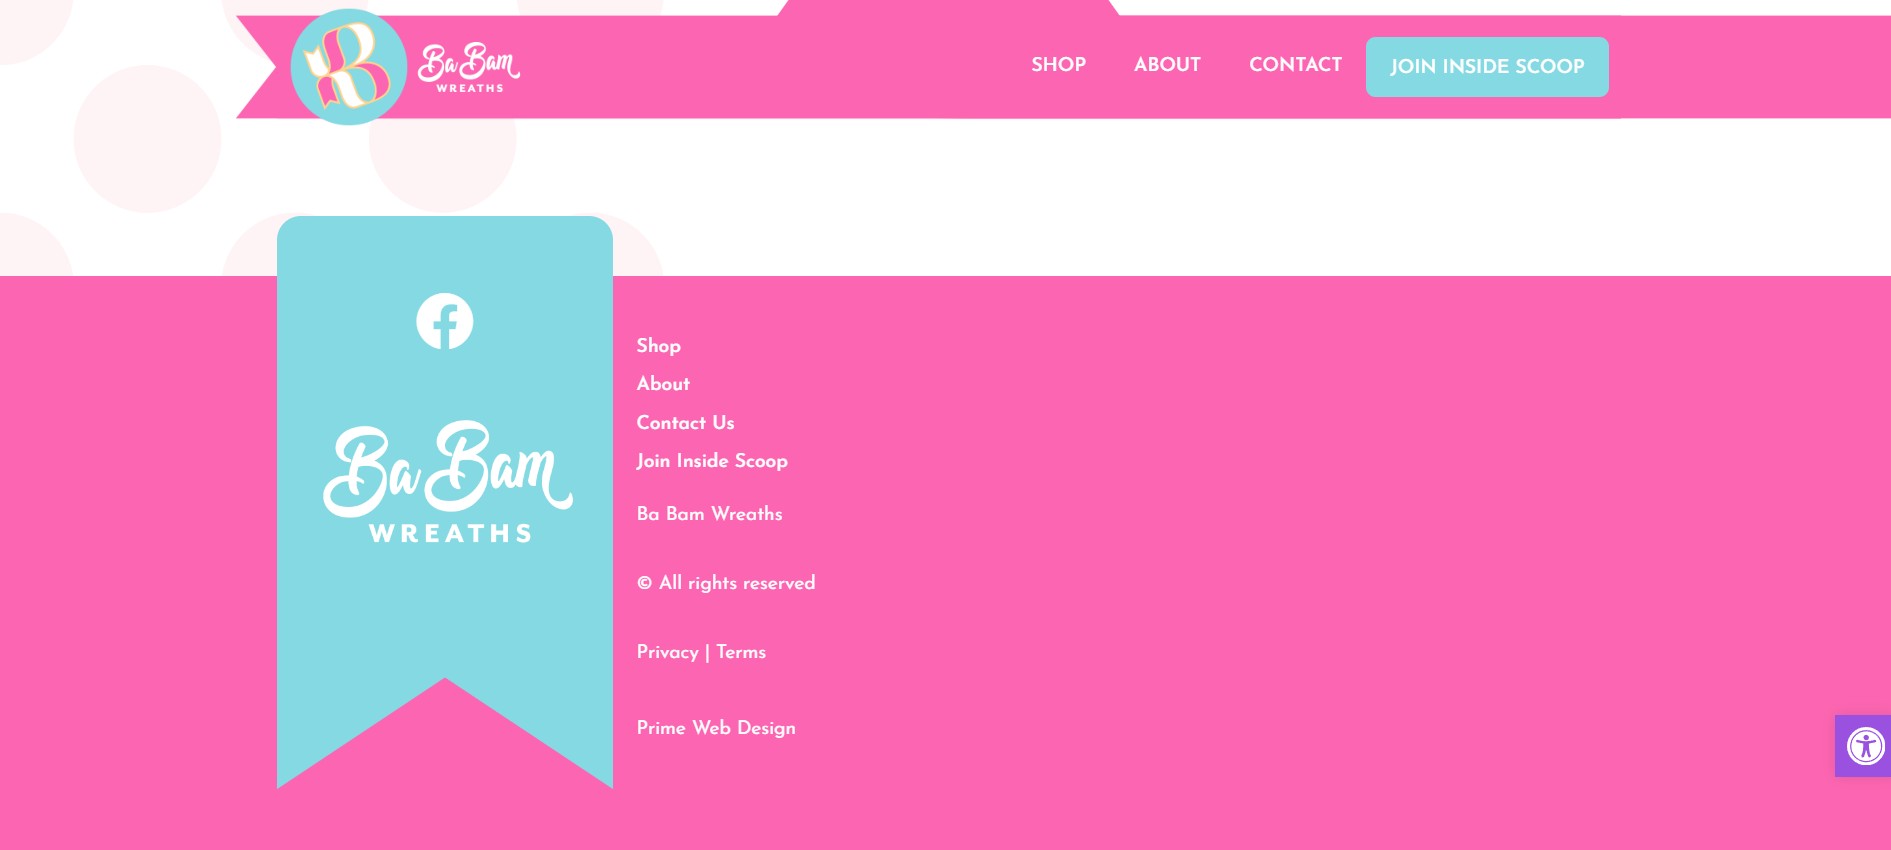 Ba Bam
WREATHS
SHOP ABOUT CONTACT JOIN INSIDE SCOOP
Ba Bam
WREATHS
Shop
About
Contact Us
Join Inside Scoop
Ba Bam Wreaths
© All rights reserved
Privacy | Terms
Prime Web Design